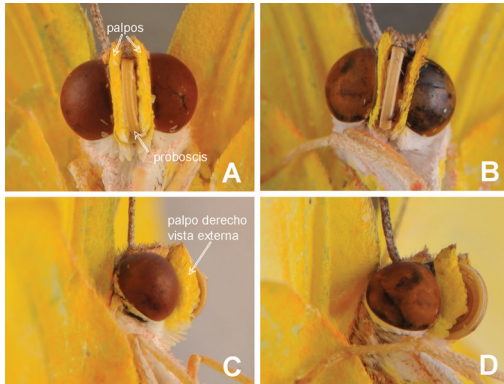 palpos
proboscis
A
B
palpo derecho
vista externa
C
D